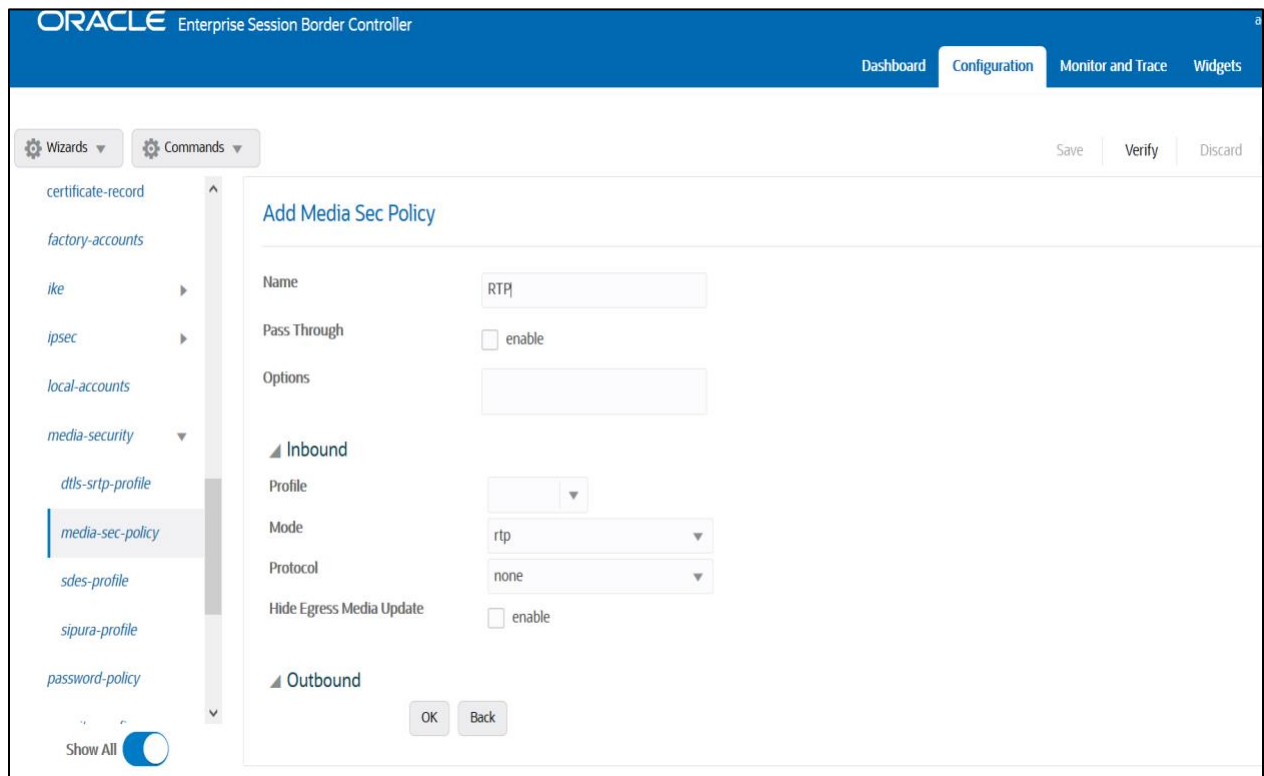 ORACLE Enterprise Session Border Controller
Dashboard Configuration Monitor and Trace Widgets
Wizards Commands
Save Verify Discard
certificate-record
factory-accounts
ike
ipsec
local-accounts
media-security
dtls-srtp-profile
media-sec-policy
sdes-profile
sipura-profile
password-policy
Show All
Add Media Sec Policy
Name RTP
Pass Through enable
Options
Inbound
Profile
Mode rtp
Protocol none
Hide Egress Media Update enable
Outbound
OK Back